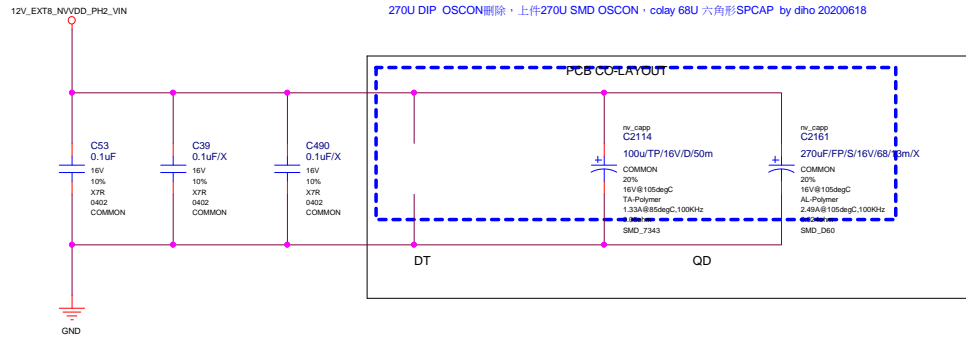 12V_EXT8_NVVDD_PH2_VIN
270U DIP OSCON刪除，上件270U SMD OSCON，colay 68U 六角形SPCAP by diho 20200618
PCB CO-LAYOUT
C53
0.1uF
16V
10%
X7R
0402
COMMON
C39
0.1uF/X
16V
10%
X7R
0402
COMMON
C490
0.1uF/X
16V
10%
X7R
0402
COMMON
nv_capp
C2114
100u/TP/16V/D/50m
COMMON
20%
16V@105degC
TA-Polymer
1.33A@85degC,100KHz
SMD_7343
nv_capp
C2161
270uF/FP/S/16V/68/13m/X
COMMON
20%
16V@105degC
AL-Polymer
2.49A@105degC,100KHz
SMD_D60
DT
QD
GND